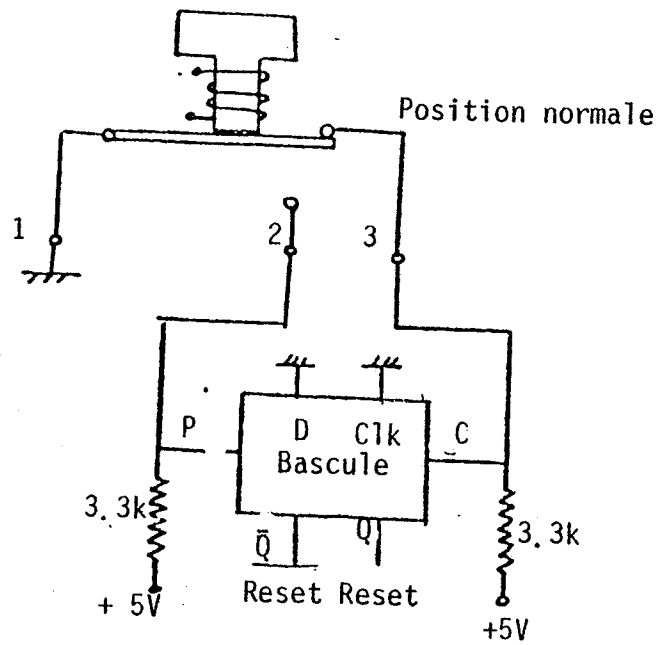 Position normale
1
2
3
P
D Clk
C
Bascule
3.3k
Q̄
Q
3.3k
Reset Reset
+ 5V
+5V